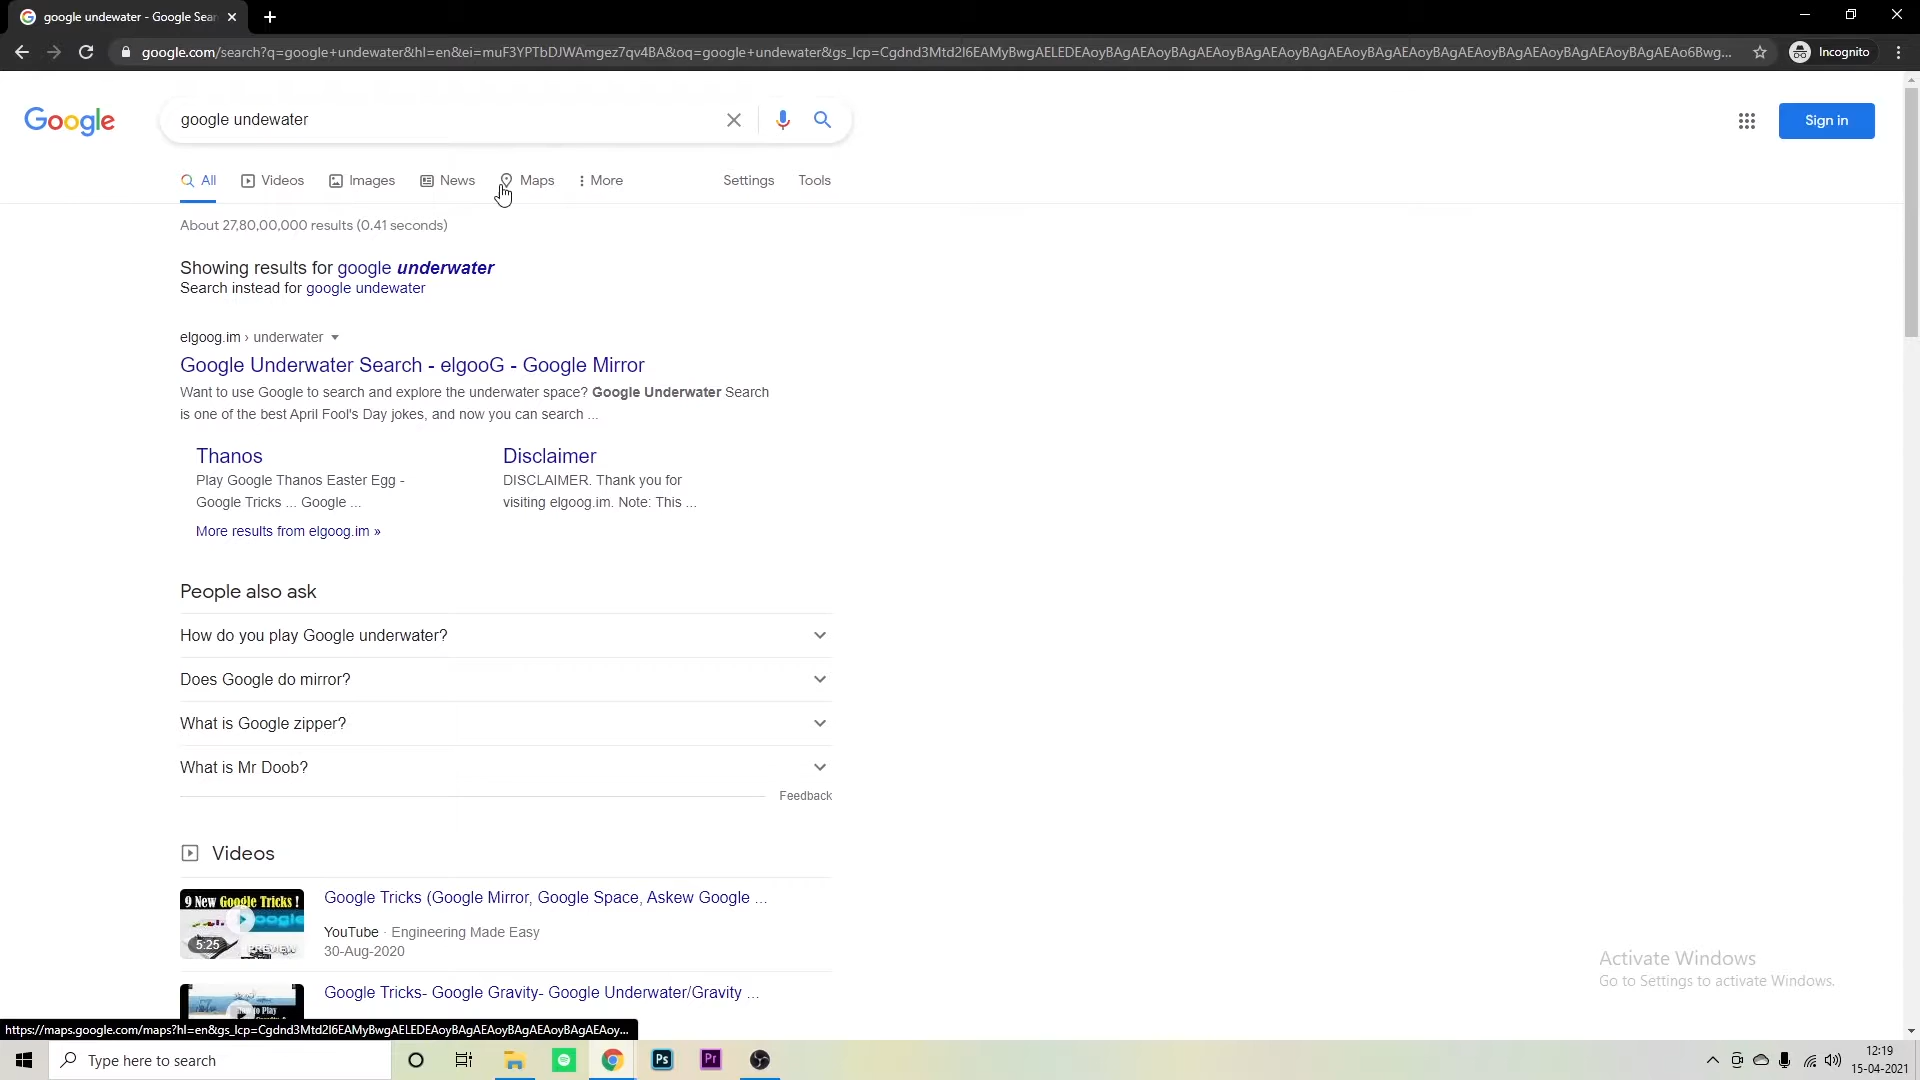 google undewater - Google Sear
google.com/search?q=google+undewater&hl=en&ei=muF3YPTbDJWAmgez7qv4BA&oq=google+undewater&gs_lcp=Cgdnd3Mtd2l6EAMyBwgAELEDEAoyBAgAEAoyBAgAEAoyBAgAEAoyBAgAEAoyBAgAEAoyBAgAEAoyBAgAEAoyBAgAEAoyBAgAEAo6Bwg...
Incognito
Google
google undewater
Sign in
All
Videos
Images
News
Maps
More
Settings
Tools
About 27,80,00,000 results (0.41 seconds)
Showing results for google underwater
Search instead for google undewater
elgoog.im › underwater
Google Underwater Search - elgooG - Google Mirror
Want to use Google to search and explore the underwater space? Google Underwater Search
is one of the best April Fool's Day jokes, and now you can search ...
Thanos
Play Google Thanos Easter Egg -
Google Tricks ... Google ...
Disclaimer
DISCLAIMER. Thank you for
visiting elgoog.im. Note: This ...
More results from elgoog.im »
People also ask
How do you play Google underwater?
Does Google do mirror?
What is Google zipper?
What is Mr Doob?
Feedback
Videos
9 New Google Tricks !
5:25
PREVIEW
Google Tricks (Google Mirror, Google Space, Askew Google ...
YouTube · Engineering Made Easy
30-Aug-2020
Google Tricks- Google Gravity- Google Underwater/Gravity ...
Activate Windows
Go to Settings to activate Windows.
https://maps.google.com/maps?hl=en&gs_lcp=Cgdnd3Mtd2l6EAMyBwgAELEDEAoyBAgAEAoyBAgAEAoyBAgAEAoy...
Type here to search
Ps
Pr
12:19
15-04-2021